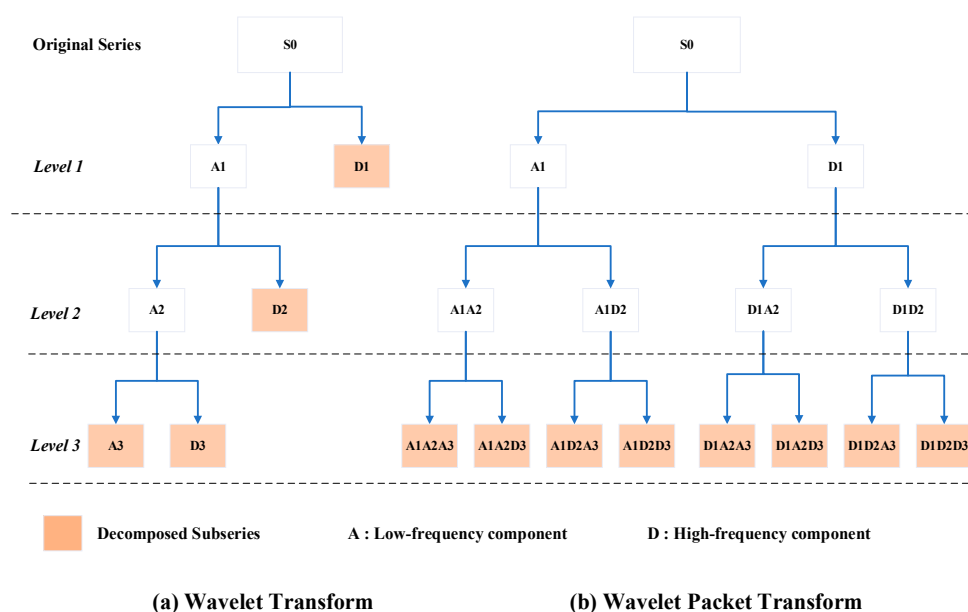 Original Series
S0
S0
Level 1
A1
D1
A1
D1
Level 2
A2
D2
A1A2
A1D2
D1A2
D1D2
Level 3
A3
D3
A1A2A3
A1A2D3
A1D2A3
A1D2D3
D1A2A3
D1A2D3
D1D2A3
D1D2D3
Decomposed Subseries
A : Low-frequency component
D : High-frequency component
(a) Wavelet Transform
(b) Wavelet Packet Transform